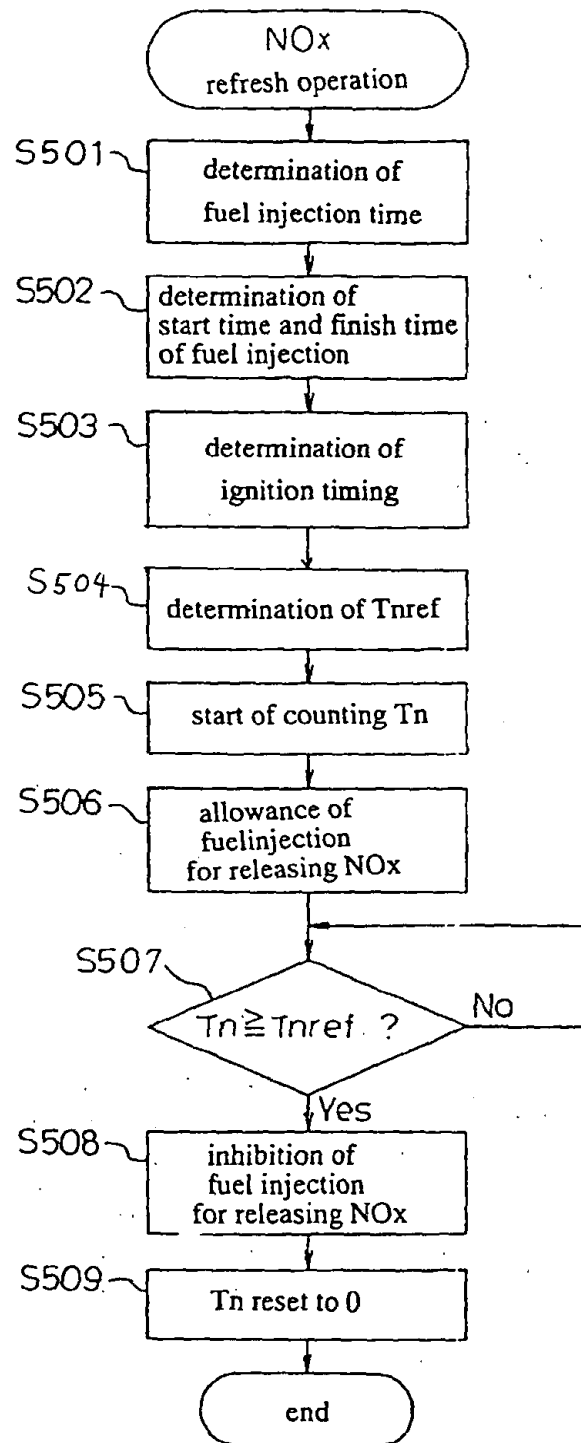 NOx
refresh operation
S501
determination of
fuel injection time
S502
determination of
start time and finish time
of fuel injection
S503
determination of
ignition timing
S504
determination of Tnref
S505
start of counting Tn
S506
allowance of
fuelinjection
for releasing NOx
S507
Tn≧Tnref ?
No
Yes
S508
inhibition of
fuel injection
for releasing NOx
S509
Tn reset to 0
end